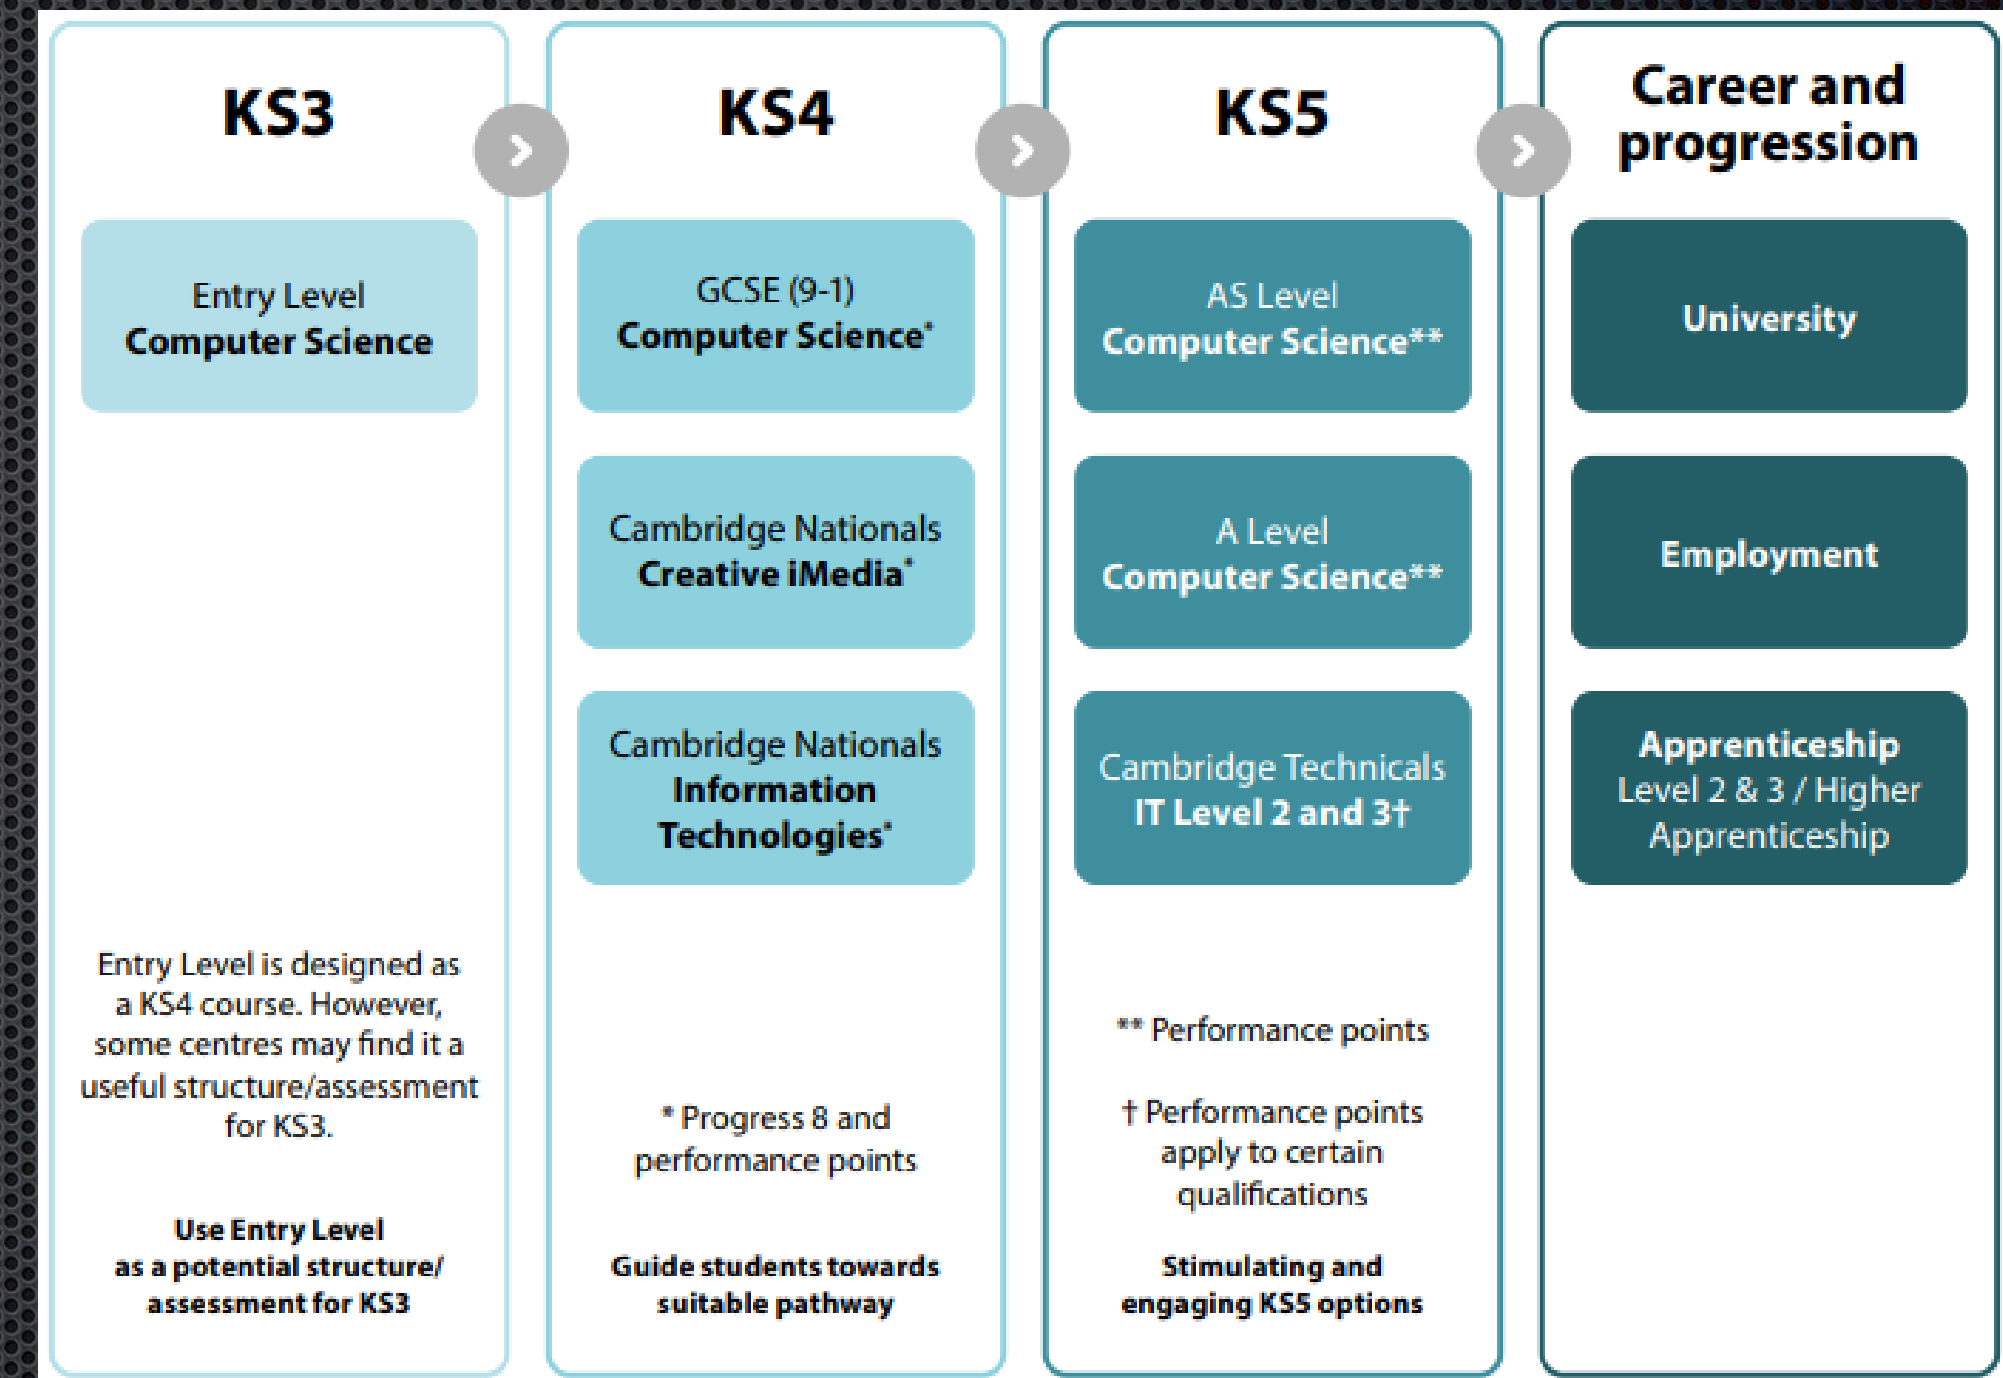 KS3
Entry Level
Computer Science
Entry Level is designed as
a KS4 course. However,
some centres may find it a
useful structure/assessment
for KS3.
Use Entry Level
as a potential structure/
assessment for KS3
KS4
GCSE (9-1)
Computer Science*
Cambridge Nationals
Creative iMedia*
Cambridge Nationals
Information
Technologies*
* Progress 8 and
performance points
Guide students towards
suitable pathway
KS5
AS Level
Computer Science**
A Level
Computer Science**
Cambridge Technicals
IT Level 2 and 3†
** Performance points
† Performance points
apply to certain
qualifications
Stimulating and
engaging KS5 options
Career and
progression
University
Employment
Apprenticeship
Level 2 & 3 / Higher
Apprenticeship